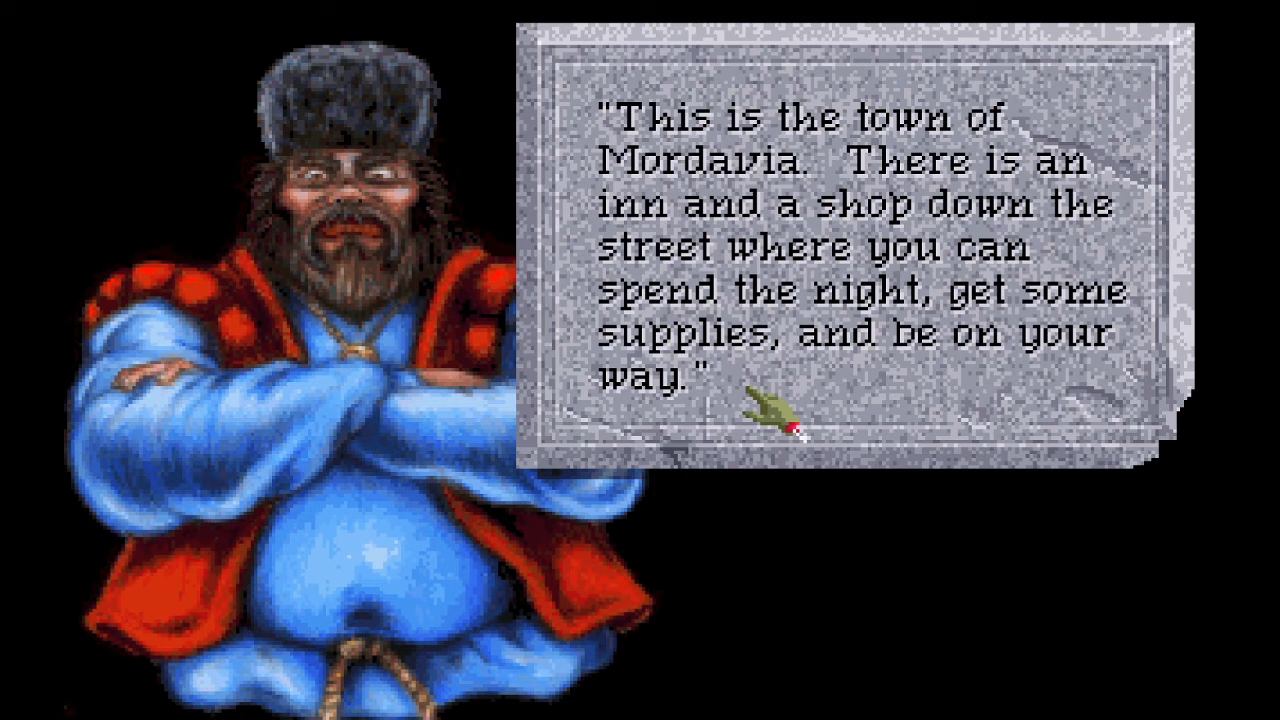 "This is the town of
Mordavia.  There is an
inn and a shop down the
street where you can
spend the night, get some
supplies, and be on your
way."